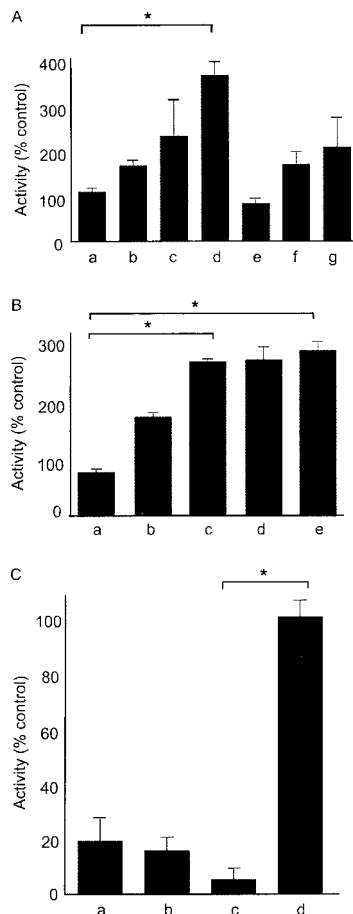 A
*
Activity (% control)
400
300
200
100
0
a b c d e f g
B
*
*
Activity (% control)
300
200
100
0
a b c d e
C
*
Activity (% control)
100
80
60
40
20
0
a b c d